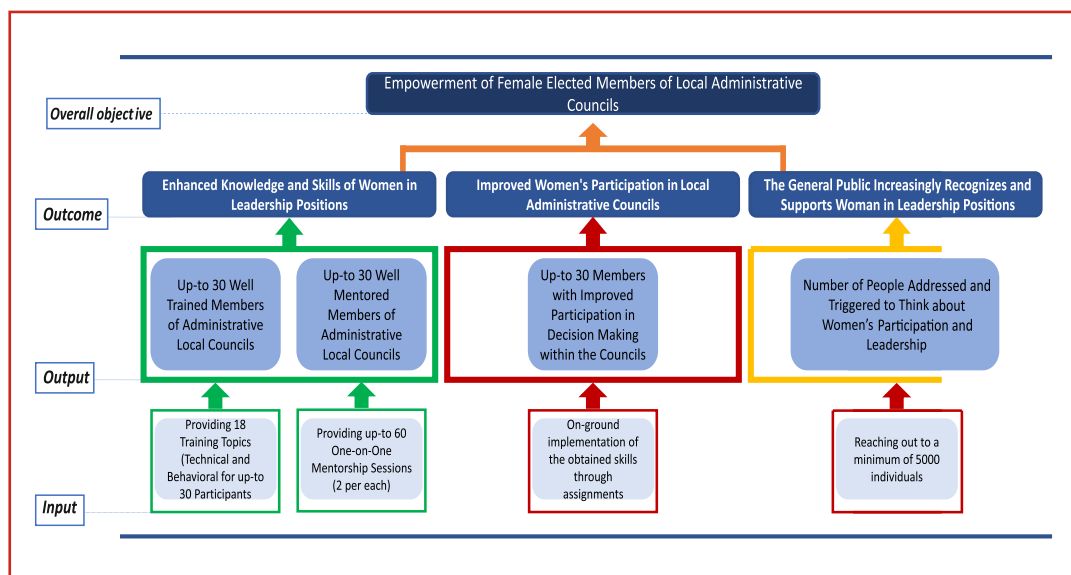 Empowerment of Female Elected Members of Local Administrative
Councils
Overall objective
Enhanced Knowledge and Skills of Women in
Leadership Positions
Improved Women's Participation in Local
Administrative Councils
The General Public Increasingly Recognizes and
Supports Woman in Leadership Positions
Outcome
Up-to 30 Well
Trained Members
of Administrative
Local Councils
Up-to 30 Well
Mentored
Members of
Administrative
Local Councils
Up-to 30 Members
with Improved
Participation in
Decision Making
within the Councils
Number of People Addressed and
Triggered to Think about
Women’s Participation and
Leadership
Output
Providing 18
Training Topics
(Technical and
Behavioral for up-to
30 Participants
Providing up-to 60
One-on-One
Mentorship Sessions
(2 per each)
On-ground
implementation of
the obtained skills
through
assignments
Reaching out to a
minimum of 5000
individuals
Input